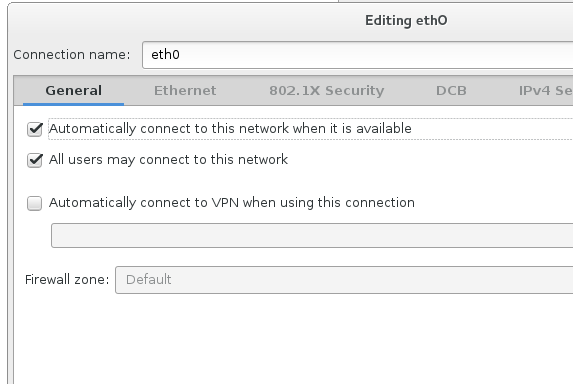 Editing eth0
Connection name: eth0
General Ethernet 802.1X Security DCB IPv4 Se
Automatically connect to this network when it is available
All users may connect to this network
Automatically connect to VPN when using this connection
Firewall zone: Default